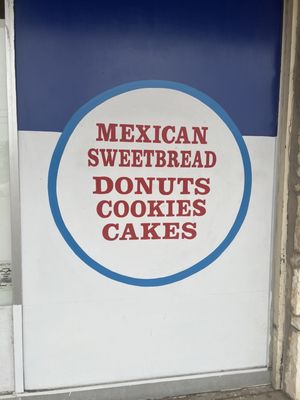 MEXICAN
SWEETBREAD
DONUTS
COOKIES
CAKES